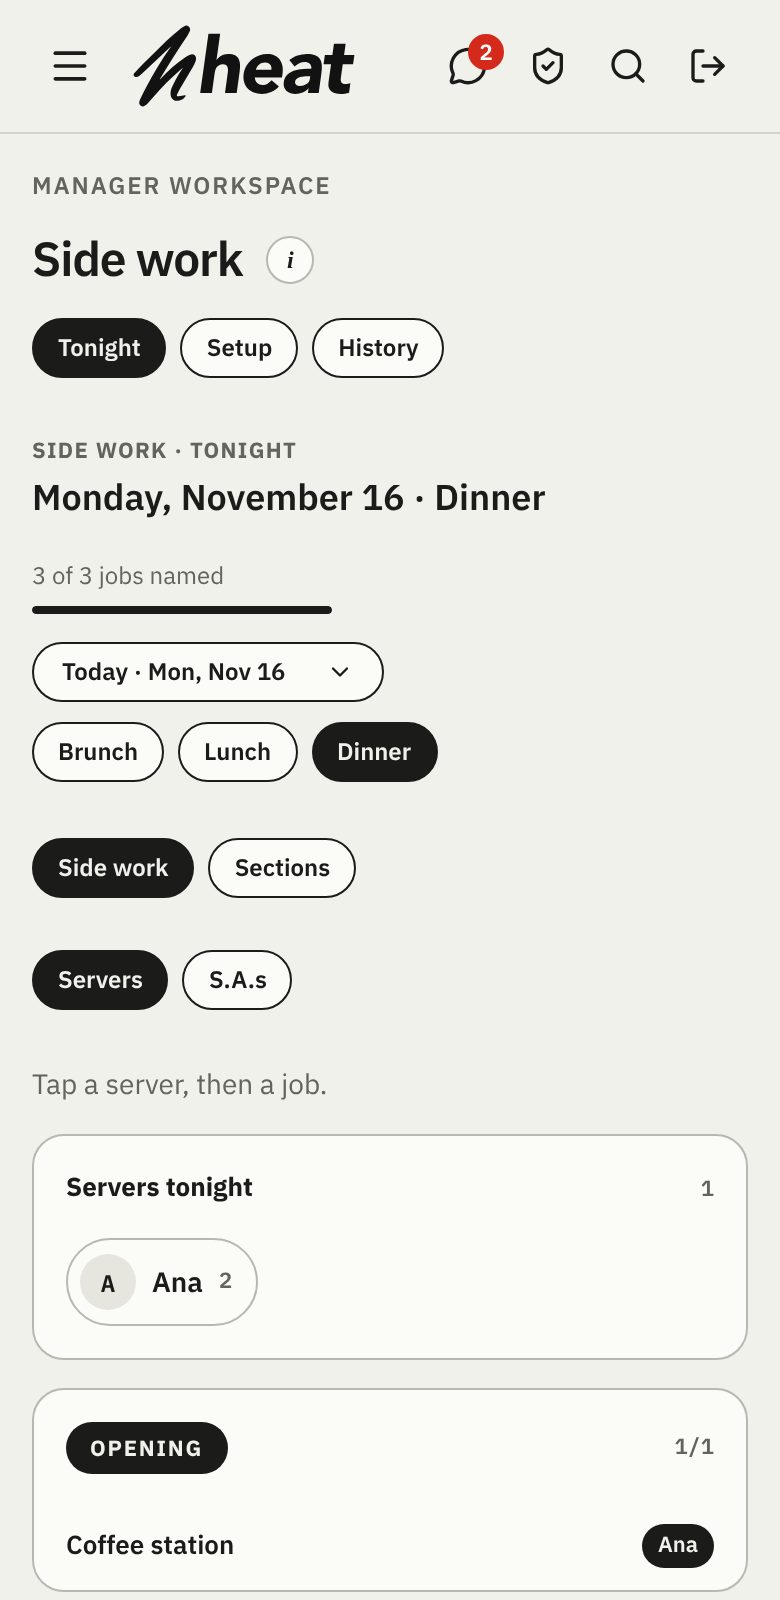 heat
2
MANAGER WORKSPACE
Side work i
Tonight Setup History
SIDE WORK · TONIGHT
Monday, November 16 · Dinner
3 of 3 jobs named
Today · Mon, Nov 16
Brunch Lunch Dinner
Side work Sections
Servers S.A.s
Tap a server, then a job.
Servers tonight 1
A Ana 2
OPENING 1/1
Coffee station Ana